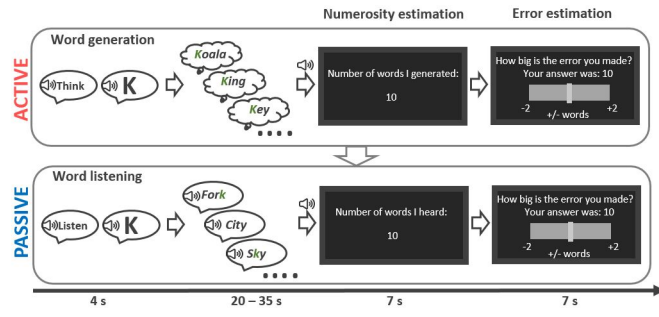 Numerosity estimation
Error estimation
ACTIVE
Word generation
Think
K
Koala
King
Key
....
Number of words I generated:
10
How big is the error you made?
Your answer was: 10
-2
+2
+/- words
PASSIVE
Word listening
Listen
K
Fork
City
Sky
....
Number of words I heard:
10
How big is the error you made?
Your answer was: 10
-2
+2
+/- words
4 s
20 – 35 s
7 s
7 s